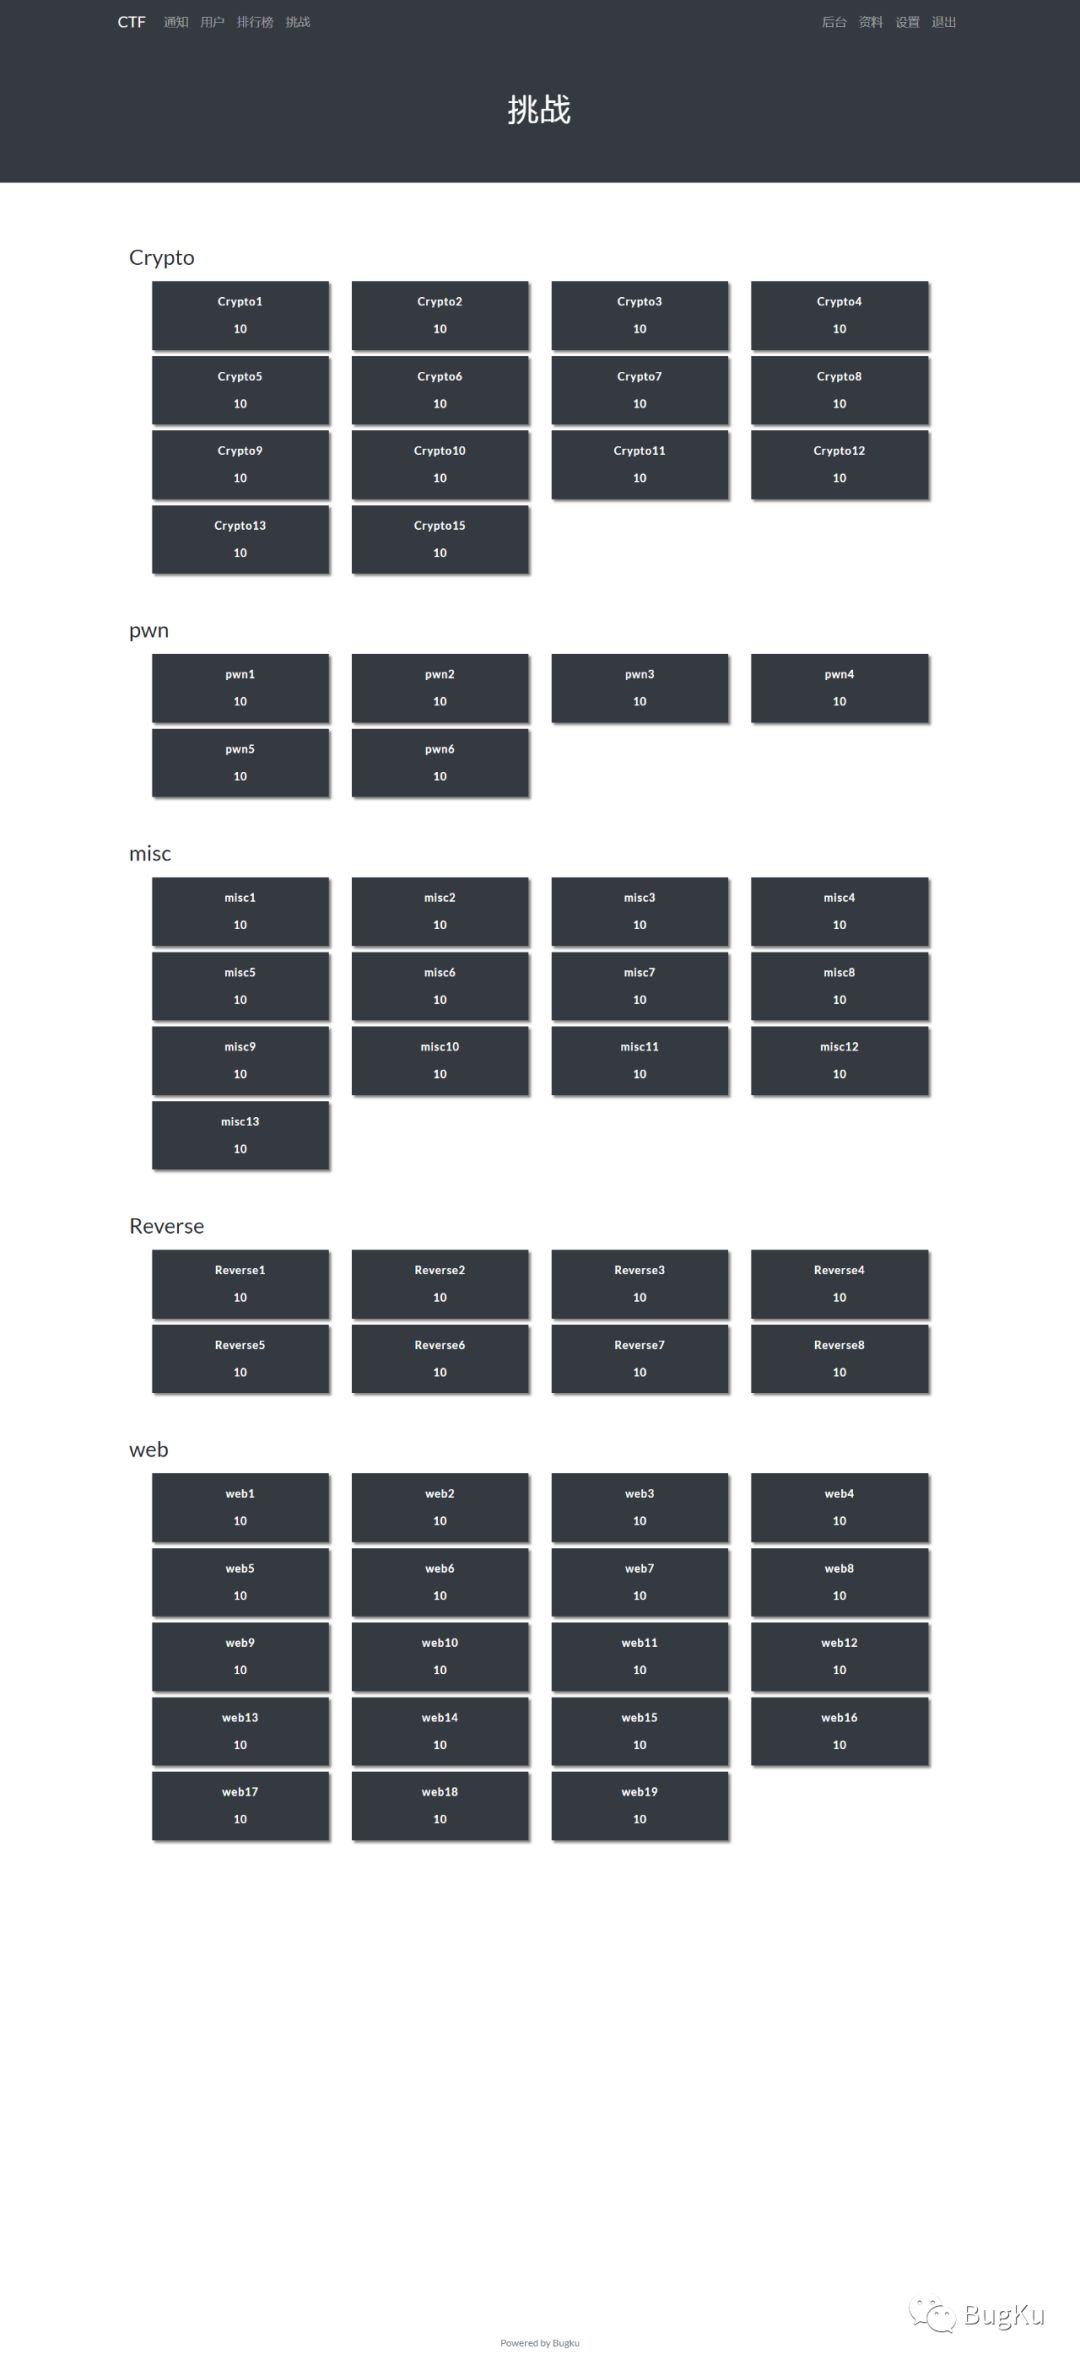 CTF 通知 用户 排行榜 挑战 后台 资料 设置 退出
挑战
Crypto
Crypto1 Crypto2 Crypto3 Crypto4
10 10 10 10
Crypto5 Crypto6 Crypto7 Crypto8
10 10 10 10
Crypto9 Crypto10 Crypto11 Crypto12
10 10 10 10
Crypto13 Crypto15
10 10
pwn
pwn1 pwn2 pwn3 pwn4
10 10 10 10
pwn5 pwn6
10 10
misc
misc1 misc2 misc3 misc4
10 10 10 10
misc5 misc6 misc7 misc8
10 10 10 10
misc9 misc10 misc11 misc12
10 10 10 10
misc13
10
Reverse
Reverse1 Reverse2 Reverse3 Reverse4
10 10 10 10
Reverse5 Reverse6 Reverse7 Reverse8
10 10 10 10
web
web1 web2 web3 web4
10 10 10 10
web5 web6 web7 web8
10 10 10 10
web9 web10 web11 web12
10 10 10 10
web13 web14 web15 web16
10 10 10 10
web17 web18 web19
10 10 10
BugKu
Powered by Bugku